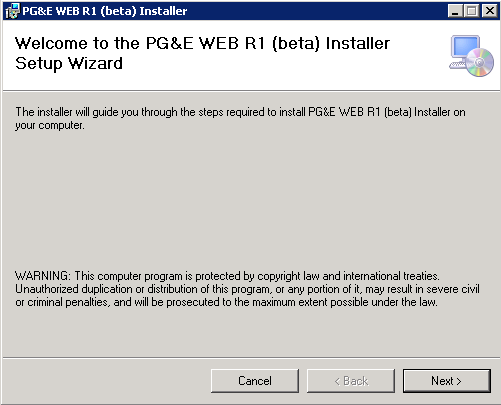 PG&E WEB R1 (beta) Installer
Welcome to the PG&E WEB R1 (beta) Installer
Setup Wizard
The installer will guide you through the steps required to install PG&E WEB R1 (beta) Installer on
your computer.
WARNING: This computer program is protected by copyright law and international treaties.
Unauthorized duplication or distribution of this program, or any portion of it, may result in severe civil
or criminal penalties, and will be prosecuted to the maximum extent possible under the law.
Cancel < Back Next >